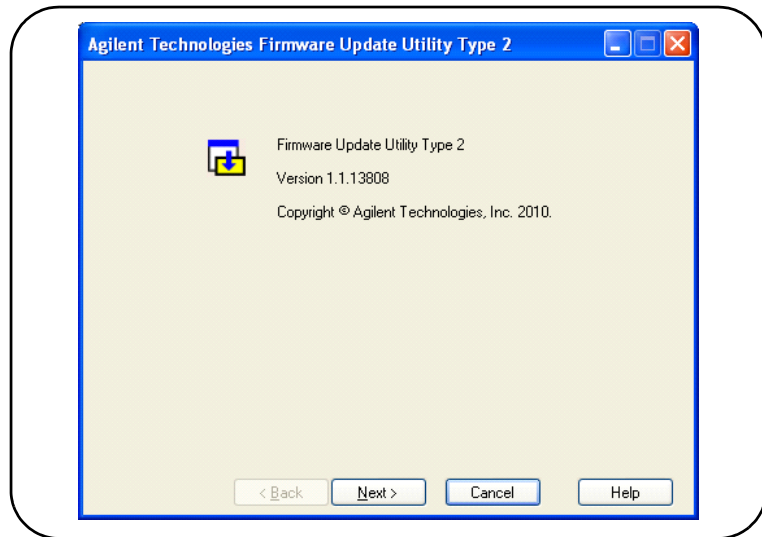 Agilent Technologies Firmware Update Utility Type 2
Firmware Update Utility Type 2
Version 1.1.13808
Copyright © Agilent Technologies, Inc. 2010.
< Back Next > Cancel Help